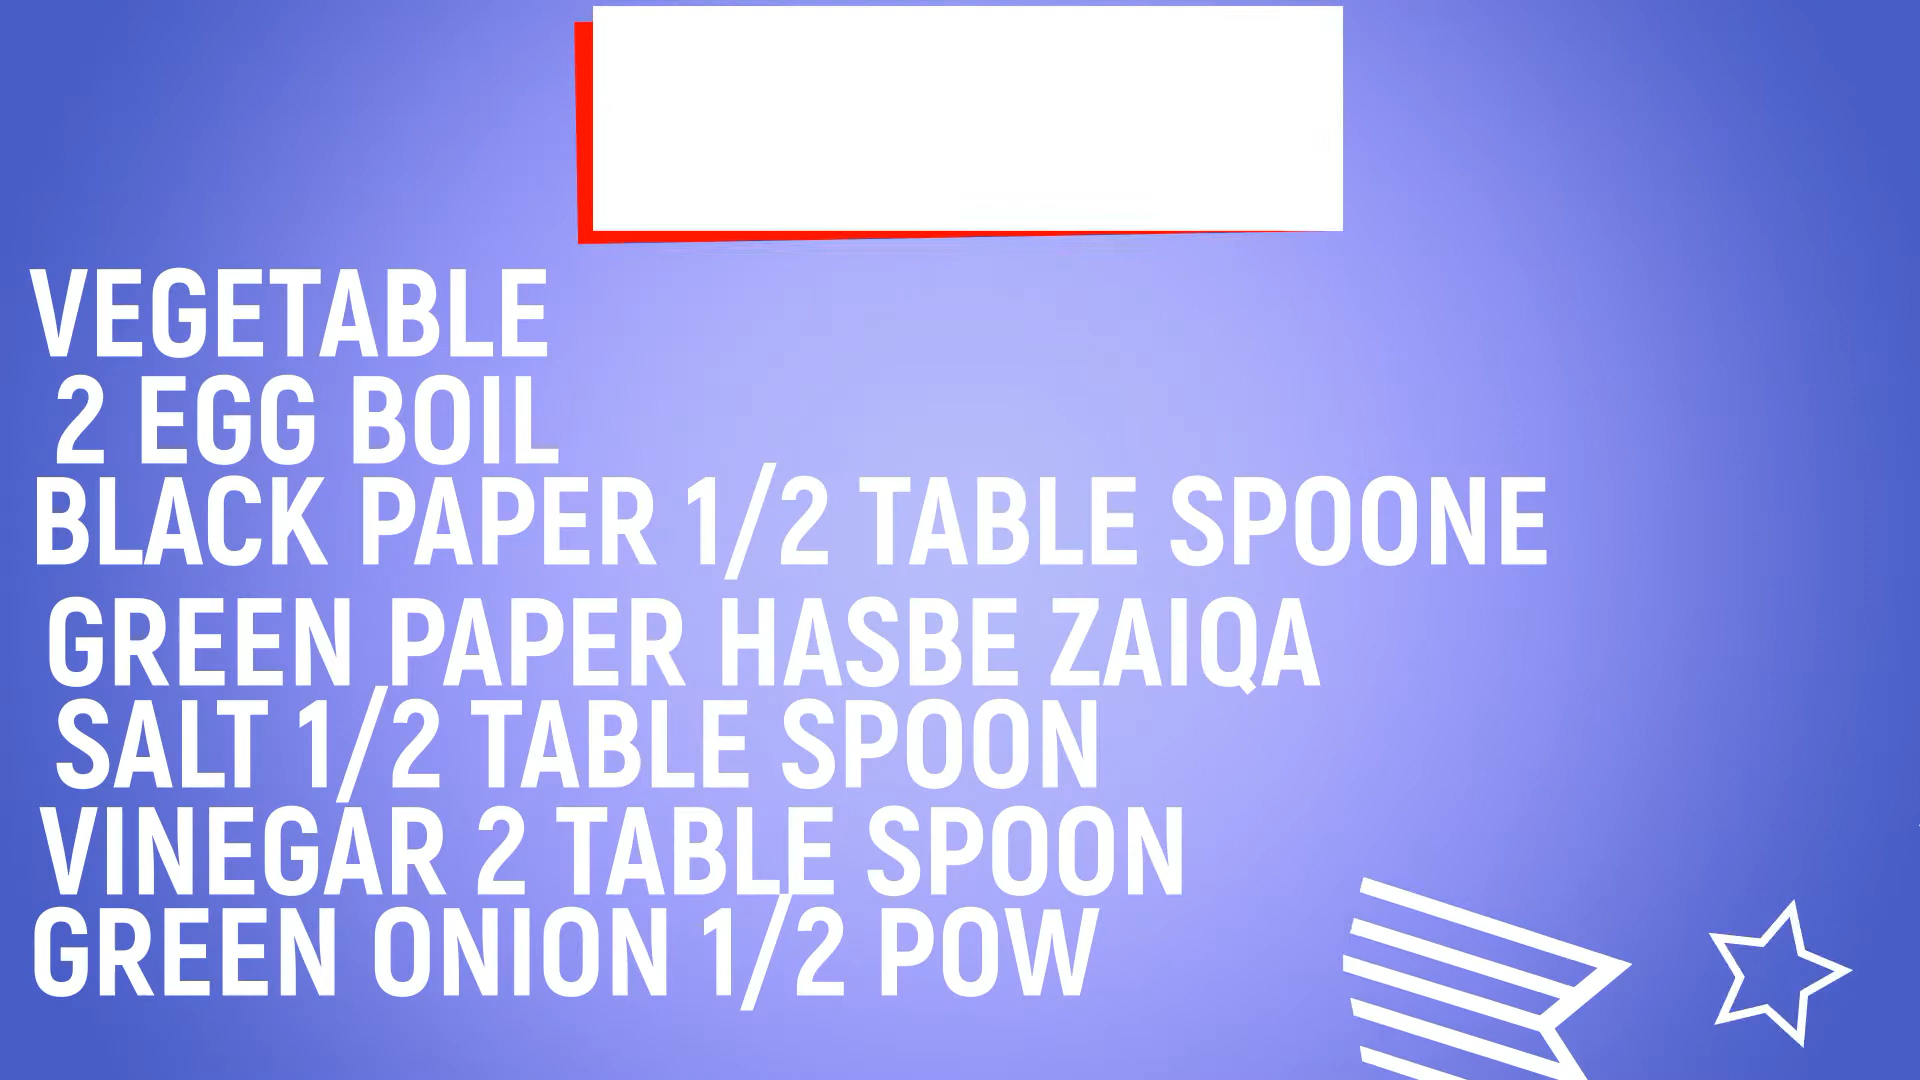 VEGETABLE
2 EGG BOIL
BLACK PAPER 1/2 TABLE SPOONE
GREEN PAPER HASBE ZAIQA
SALT 1/2 TABLE SPOON
VINEGAR 2 TABLE SPOON
GREEN ONION 1/2 POW